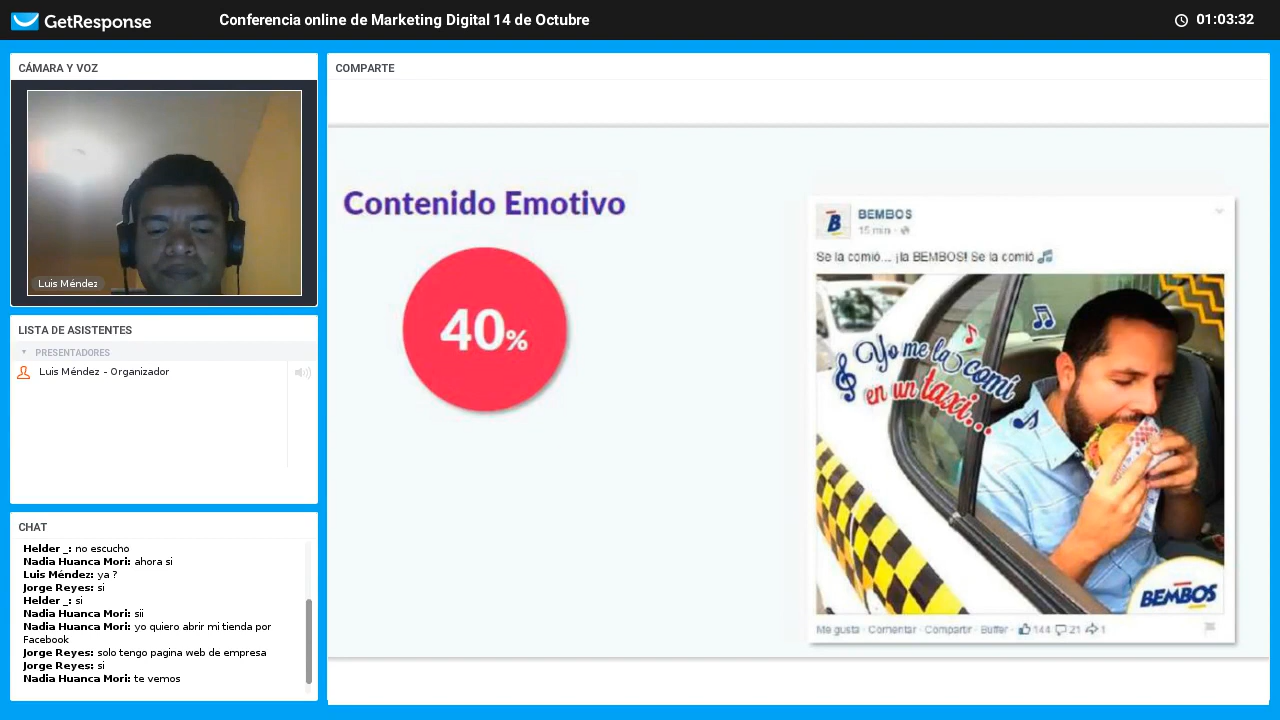 GetResponse
Conferencia online de Marketing Digital 14 de Octubre
01:03:32
CÁMARA Y VOZ
Luis Méndez
LISTA DE ASISTENTES
PRESENTADORES
Luis Méndez - Organizador
CHAT
Helder _: no escucho
Nadia Huanca Mori: ahora si
Luis Méndez: ya ?
Jorge Reyes: si
Helder _: si
Nadia Huanca Mori: sii
Nadia Huanca Mori: yo quiero abrir mi tienda por
Facebook
Jorge Reyes: solo tengo pagina web de empresa
Jorge Reyes: si
Nadia Huanca Mori: te vemos
COMPARTE
Contenido Emotivo
40%
B
BEMBOS
15 min ·
Se la comió... ¡la BEMBOS! Se la comió
Yo me la comí
en un taxi...
BEMBOS
Me gusta · Comentar · Compartir · Buffer · 144 21 1